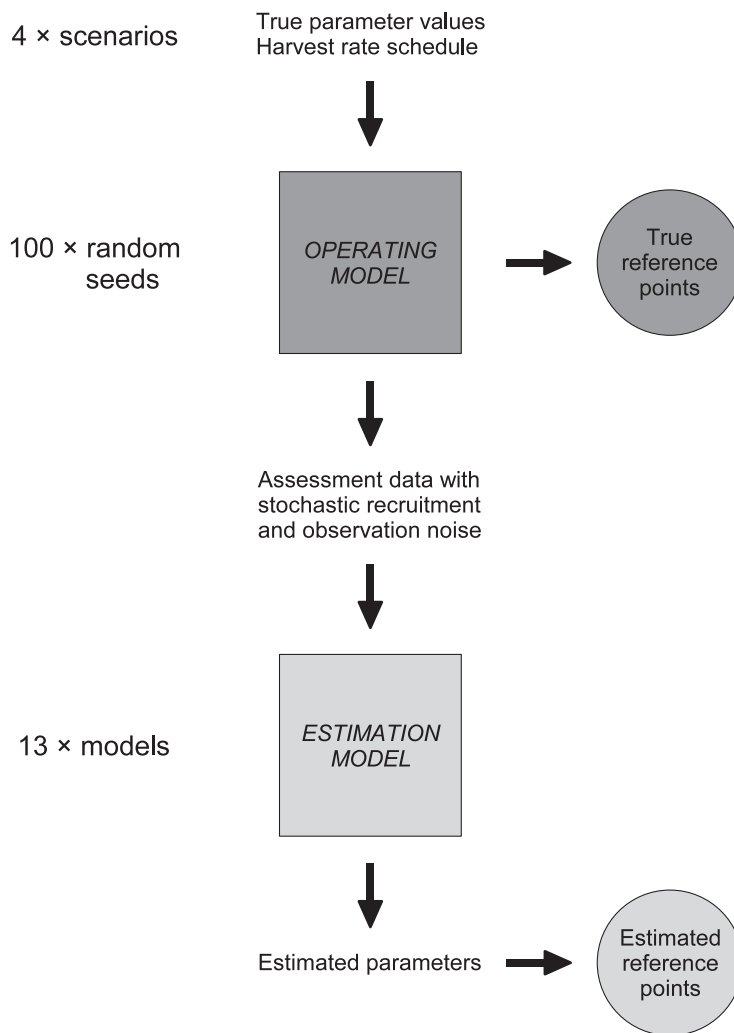 4 × scenarios
True parameter values
Harvest rate schedule
100 × random
seeds
OPERATING
MODEL
True
reference
points
Assessment data with
stochastic recruitment
and observation noise
13 × models
ESTIMATION
MODEL
Estimated parameters
Estimated
reference
points